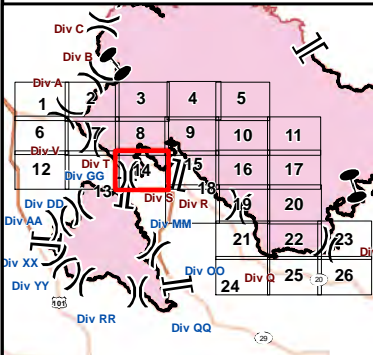 Div C
Div B
Div A
1 2 3 4 5
6 7 8 9 10 11
Div V
Div T
12 14 15 16 17
Div GG
13 18
Div S
Div R
Div DD
19 20
Div AA
Div MM
21 22 23
Div XX
Div OO
Div Q
Div YY
24 25 26
20
101
Div RR
Div QQ
29